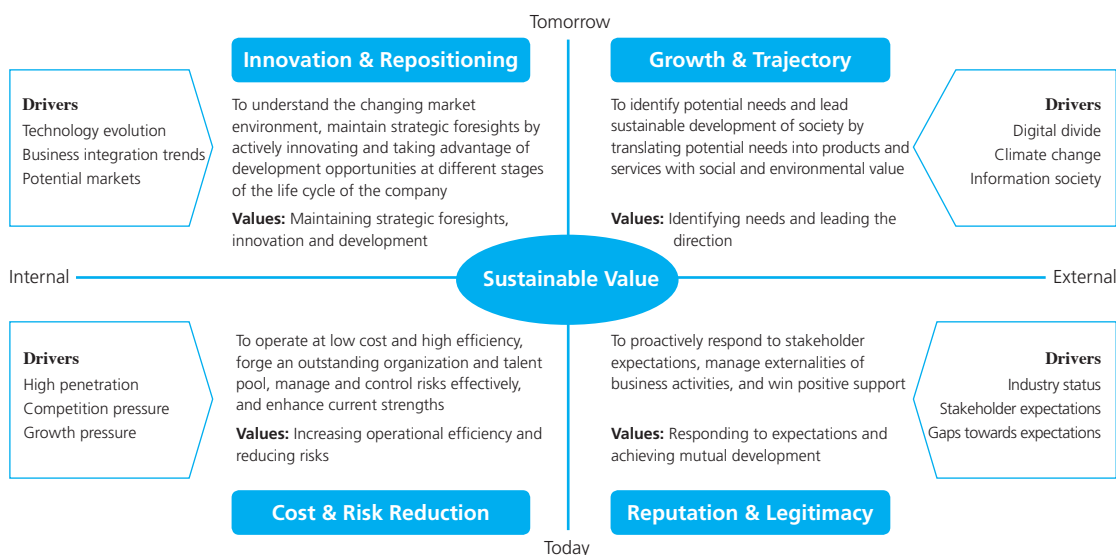 Tomorrow
Innovation & Repositioning
Drivers
Technology evolution
Business integration trends
Potential markets
To understand the changing market
environment, maintain strategic foresights by
actively innovating and taking advantage of
development opportunities at different stages
of the life cycle of the company
Values: Maintaining strategic foresights,
innovation and development
Growth & Trajectory
To identify potential needs and lead
sustainable development of society by
translating potential needs into products and
services with social and environmental value
Values: Identifying needs and leading the
direction
Drivers
Digital divide
Climate change
Information society
Internal
Sustainable Value
External
Drivers
High penetration
Competition pressure
Growth pressure
To operate at low cost and high efficiency,
forge an outstanding organization and talent
pool, manage and control risks effectively,
and enhance current strengths
Values: Increasing operational efficiency and
reducing risks
Cost & Risk Reduction
To proactively respond to stakeholder
expectations, manage externalities of
business activities, and win positive support
Values: Responding to expectations and
achieving mutual development
Reputation & Legitimacy
Drivers
Industry status
Stakeholder expectations
Gaps towards expectations
Today